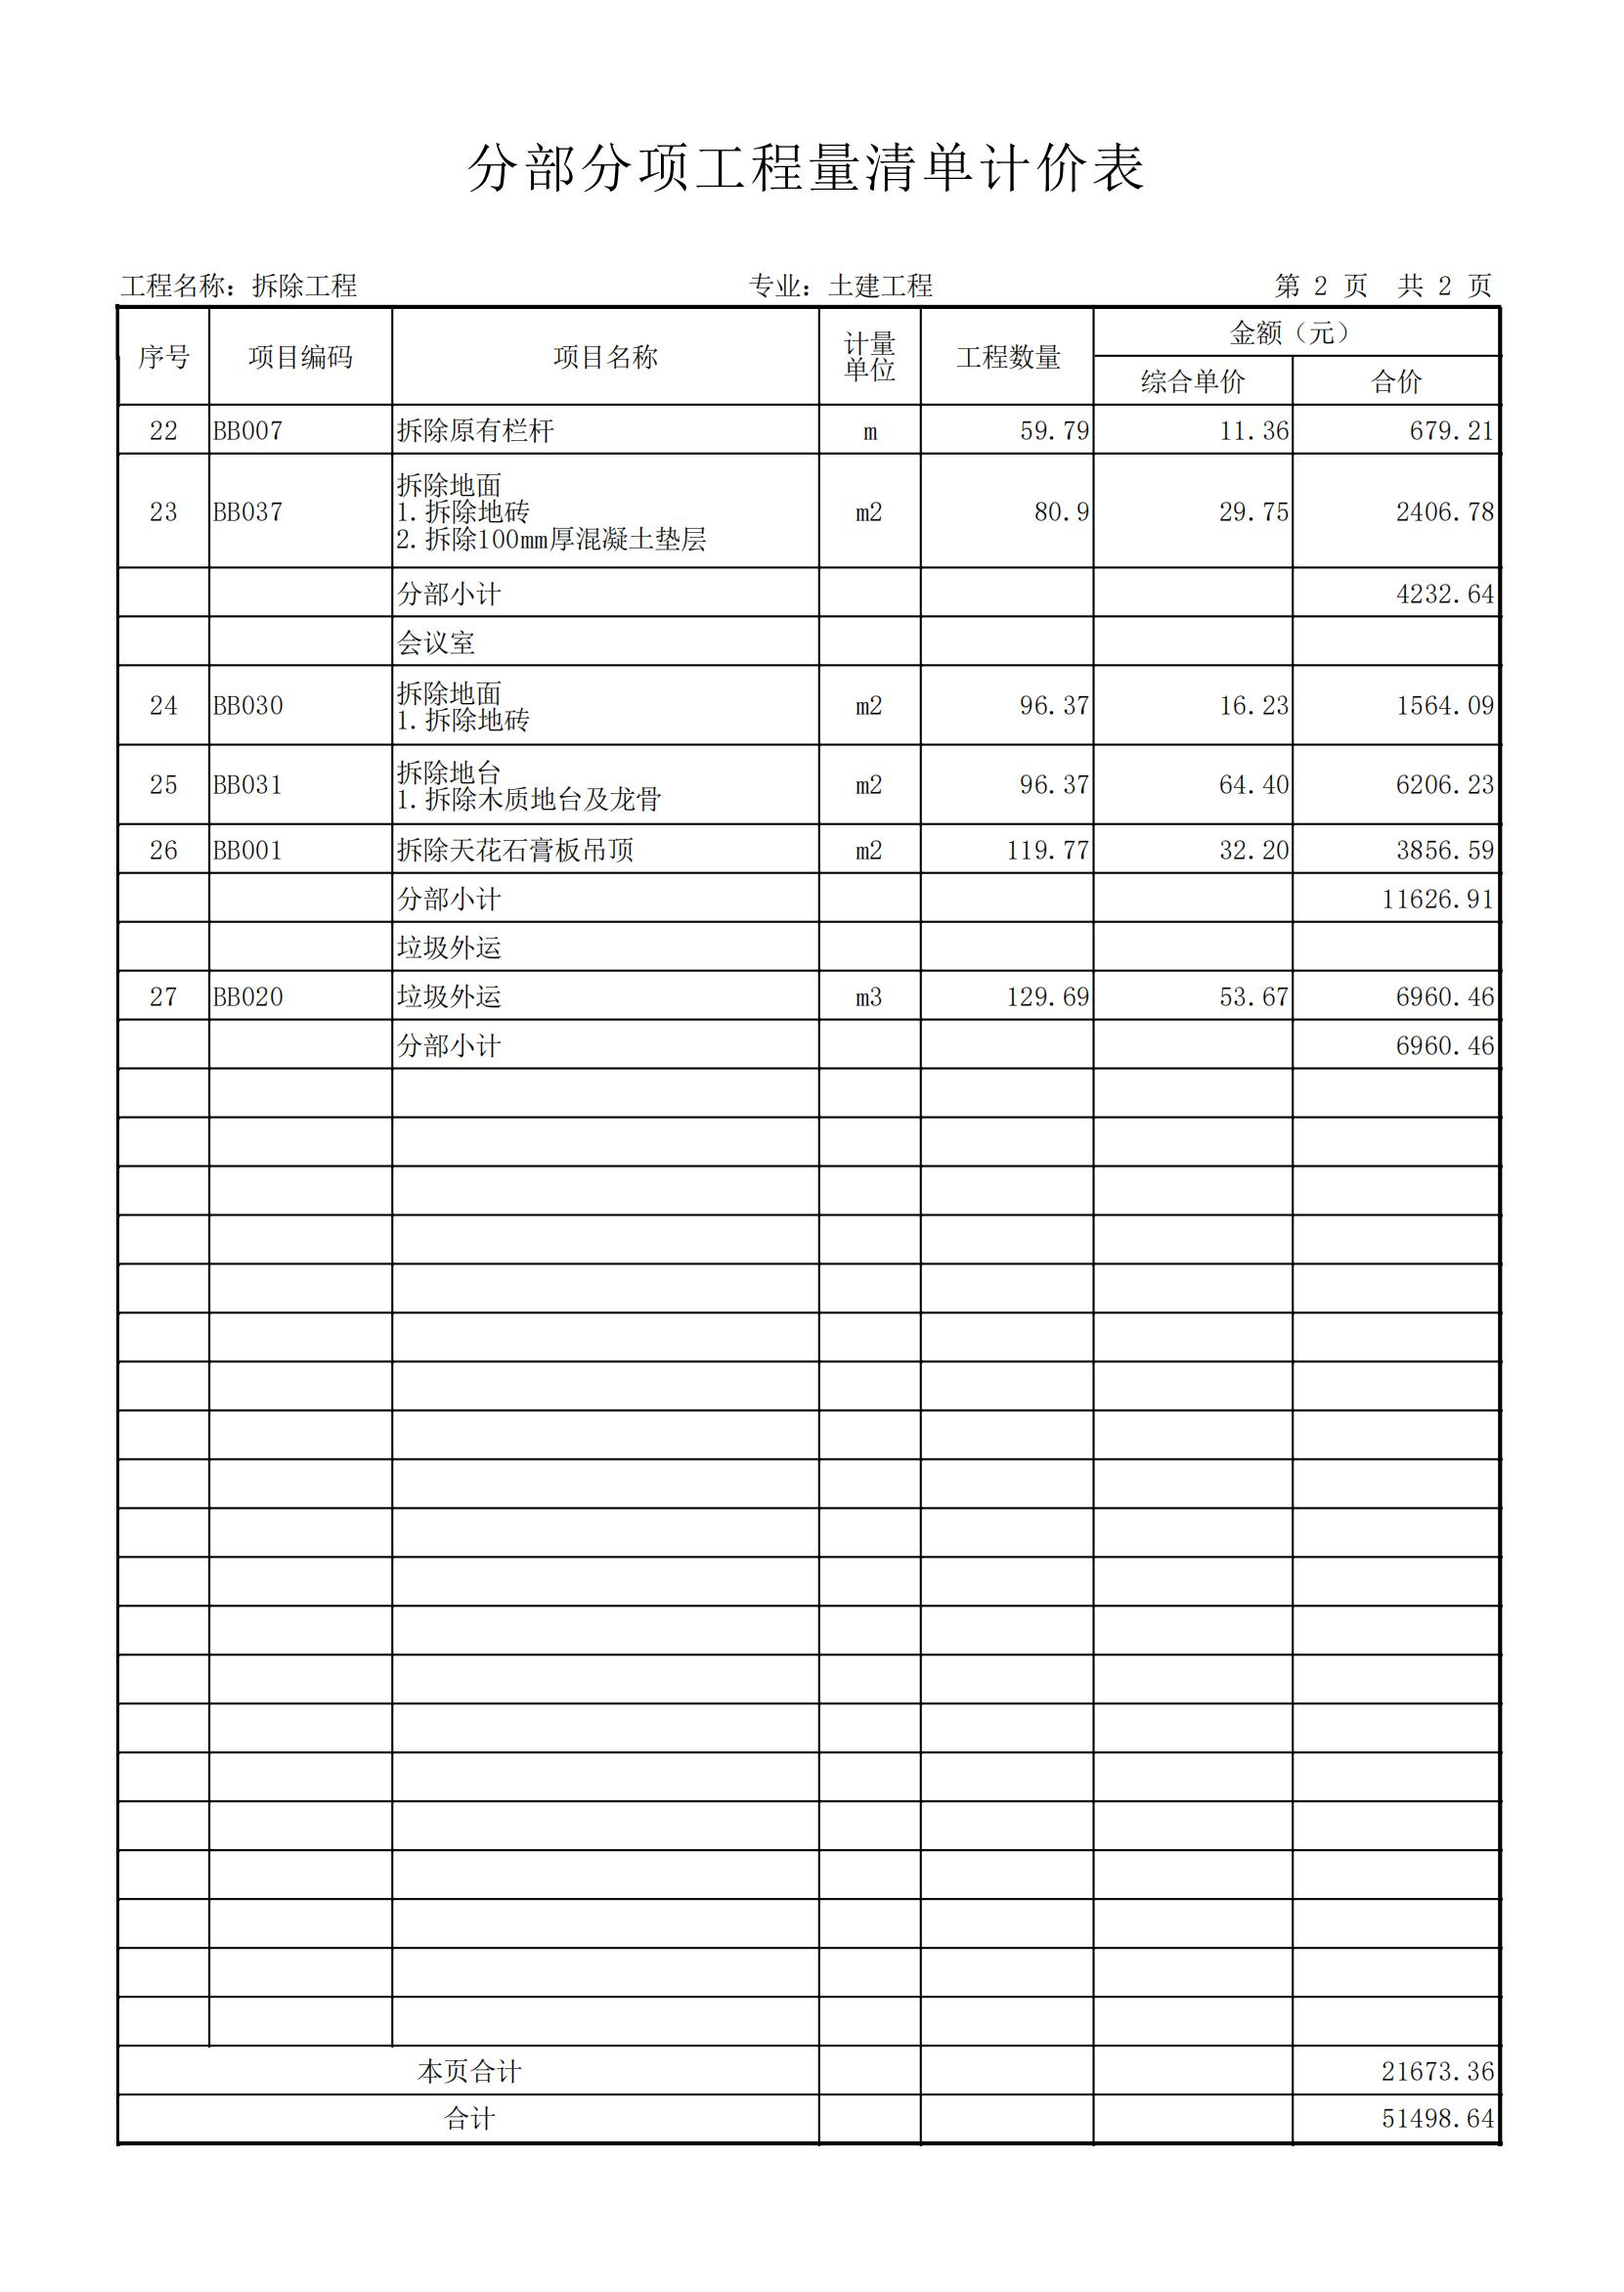 分部分项工程量清单计价表
工程名称：拆除工程 专业：土建工程 第 2 页 共 2 页
序号 项目编码 项目名称 计量单位 工程数量 金额（元）
综合单价 合价
22 BB007 拆除原有栏杆 m 59.79 11.36 679.21
拆除地面
23 BB037 1.拆除地砖 m2 80.9 29.75 2406.78
2.拆除100mm厚混凝土垫层
分部小计 4232.64
会议室
24 BB030 拆除地面 m2 96.37 16.23 1564.09
1.拆除地砖
25 BB031 拆除地台 m2 96.37 64.40 6206.23
1.拆除木质地台及龙骨
26 BB001 拆除天花石膏板吊顶 m2 119.77 32.20 3856.59
分部小计 11626.91
垃圾外运
27 BB020 垃圾外运 m3 129.69 53.67 6960.46
分部小计 6960.46
本页合计 21673.36
合计 51498.64